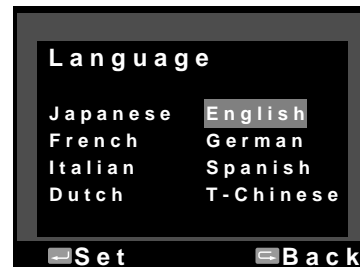 Language
Japanese English
French German
Italian Spanish
Dutch T-Chinese
Set Back